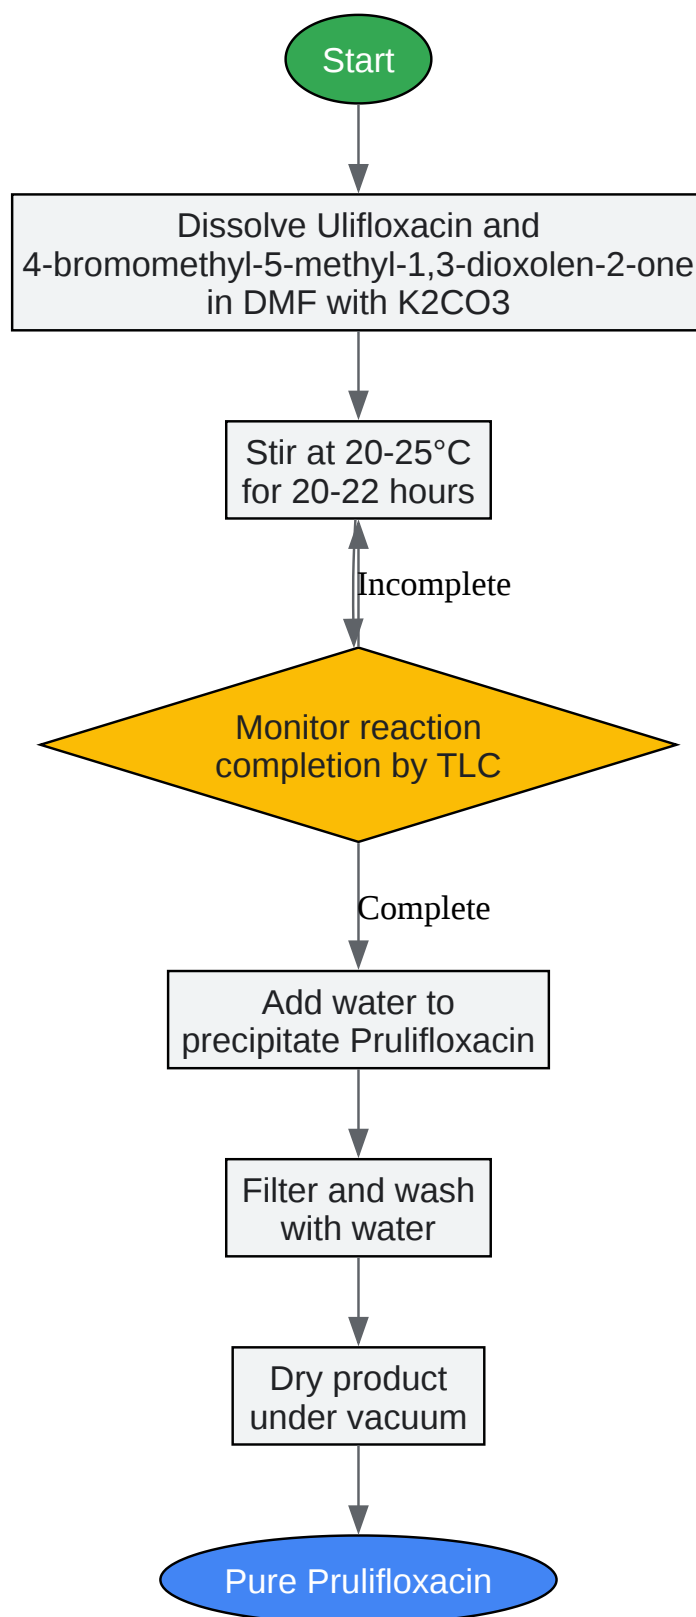 Start
Dissolve Ulifloxacin and
4-bromomethyl-5-methyl-1,3-dioxolen-2-one
in DMF with K2CO3
Stir at 20-25°C
for 20-22 hours
Incomplete
Monitor reaction
completion by TLC
Complete
Add water to
precipitate Prulifloxacin
Filter and wash
with water
Dry product
under vacuum
Pure Prulifloxacin